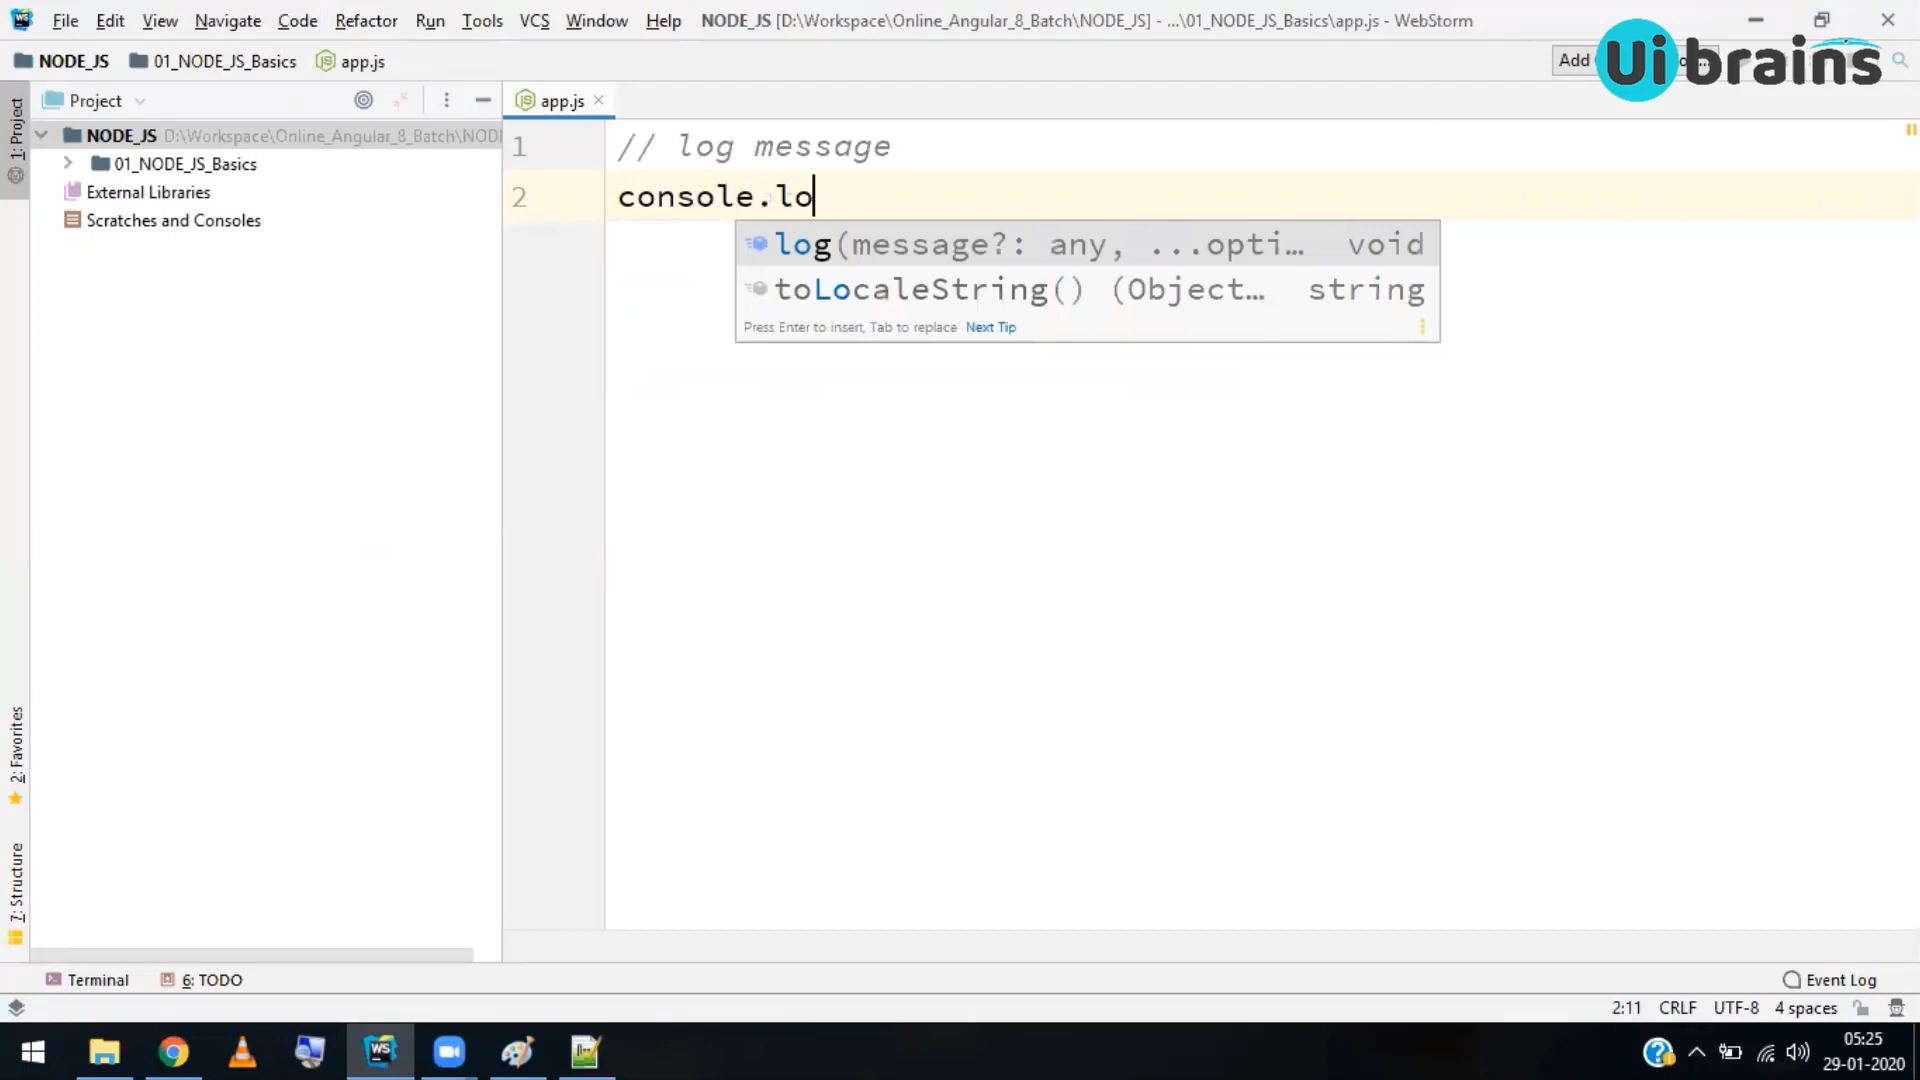 File Edit View Navigate Code Refactor Run Tools VCS Window Help NODE_JS [D:\Workspace\Online_Angular_8_Batch\NODE_JS] - ...\01_NODE_JS_Basics\app.js - WebStorm
NODE_JS 01_NODE_JS_Basics app.js Add
Ui brains
Project
app.js
1: Project
NODE_JS D:\Workspace\Online_Angular_8_Batch\NODE
01_NODE_JS_Basics
External Libraries
Scratches and Consoles
1 // log message
2 console.lo
log(message?: any, ...opti… void
toLocaleString() (Object… string
Press Enter to insert, Tab to replace Next Tip
2: Favorites
7: Structure
Terminal 6: TODO Event Log
2:11 CRLF UTF-8 4 spaces
WS
05:25
29-01-2020